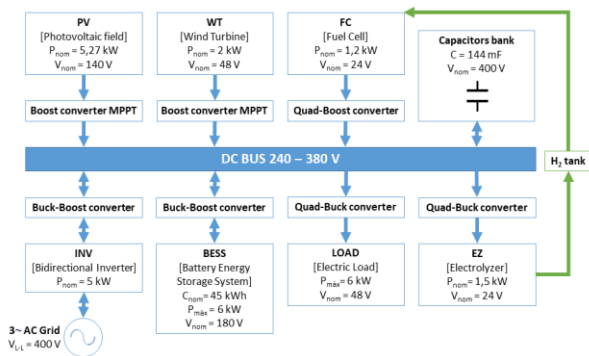 PV
[Photovoltaic field]
Pnom = 5,27 kW
Vnom = 140 V
WT
[Wind Turbine]
Pnom = 2 kW
Vnom = 48 V
FC
[Fuel Cell]
Pnom = 1,2 kW
Vnom = 24 V
Capacitors bank
C = 144 mF
Vnom = 400 V
Boost converter MPPT
Boost converter MPPT
Quad-Boost converter
DC BUS 240 – 380 V
H2 tank
Buck-Boost converter
Buck-Boost converter
Quad-Buck converter
Quad-Buck converter
INV
[Bidirectional Inverter]
Pnom = 5 kW
BESS
[Battery Energy
Storage System]
Cnom = 45 kWh
Pmáx = 6 kW
Vnom = 180 V
LOAD
[Electric Load]
Pmáx = 6 kW
Vnom = 48 V
EZ
[Electrolyzer]
Pnom = 1,5 kW
Vnom = 24 V
3~ AC Grid
VL-L = 400 V